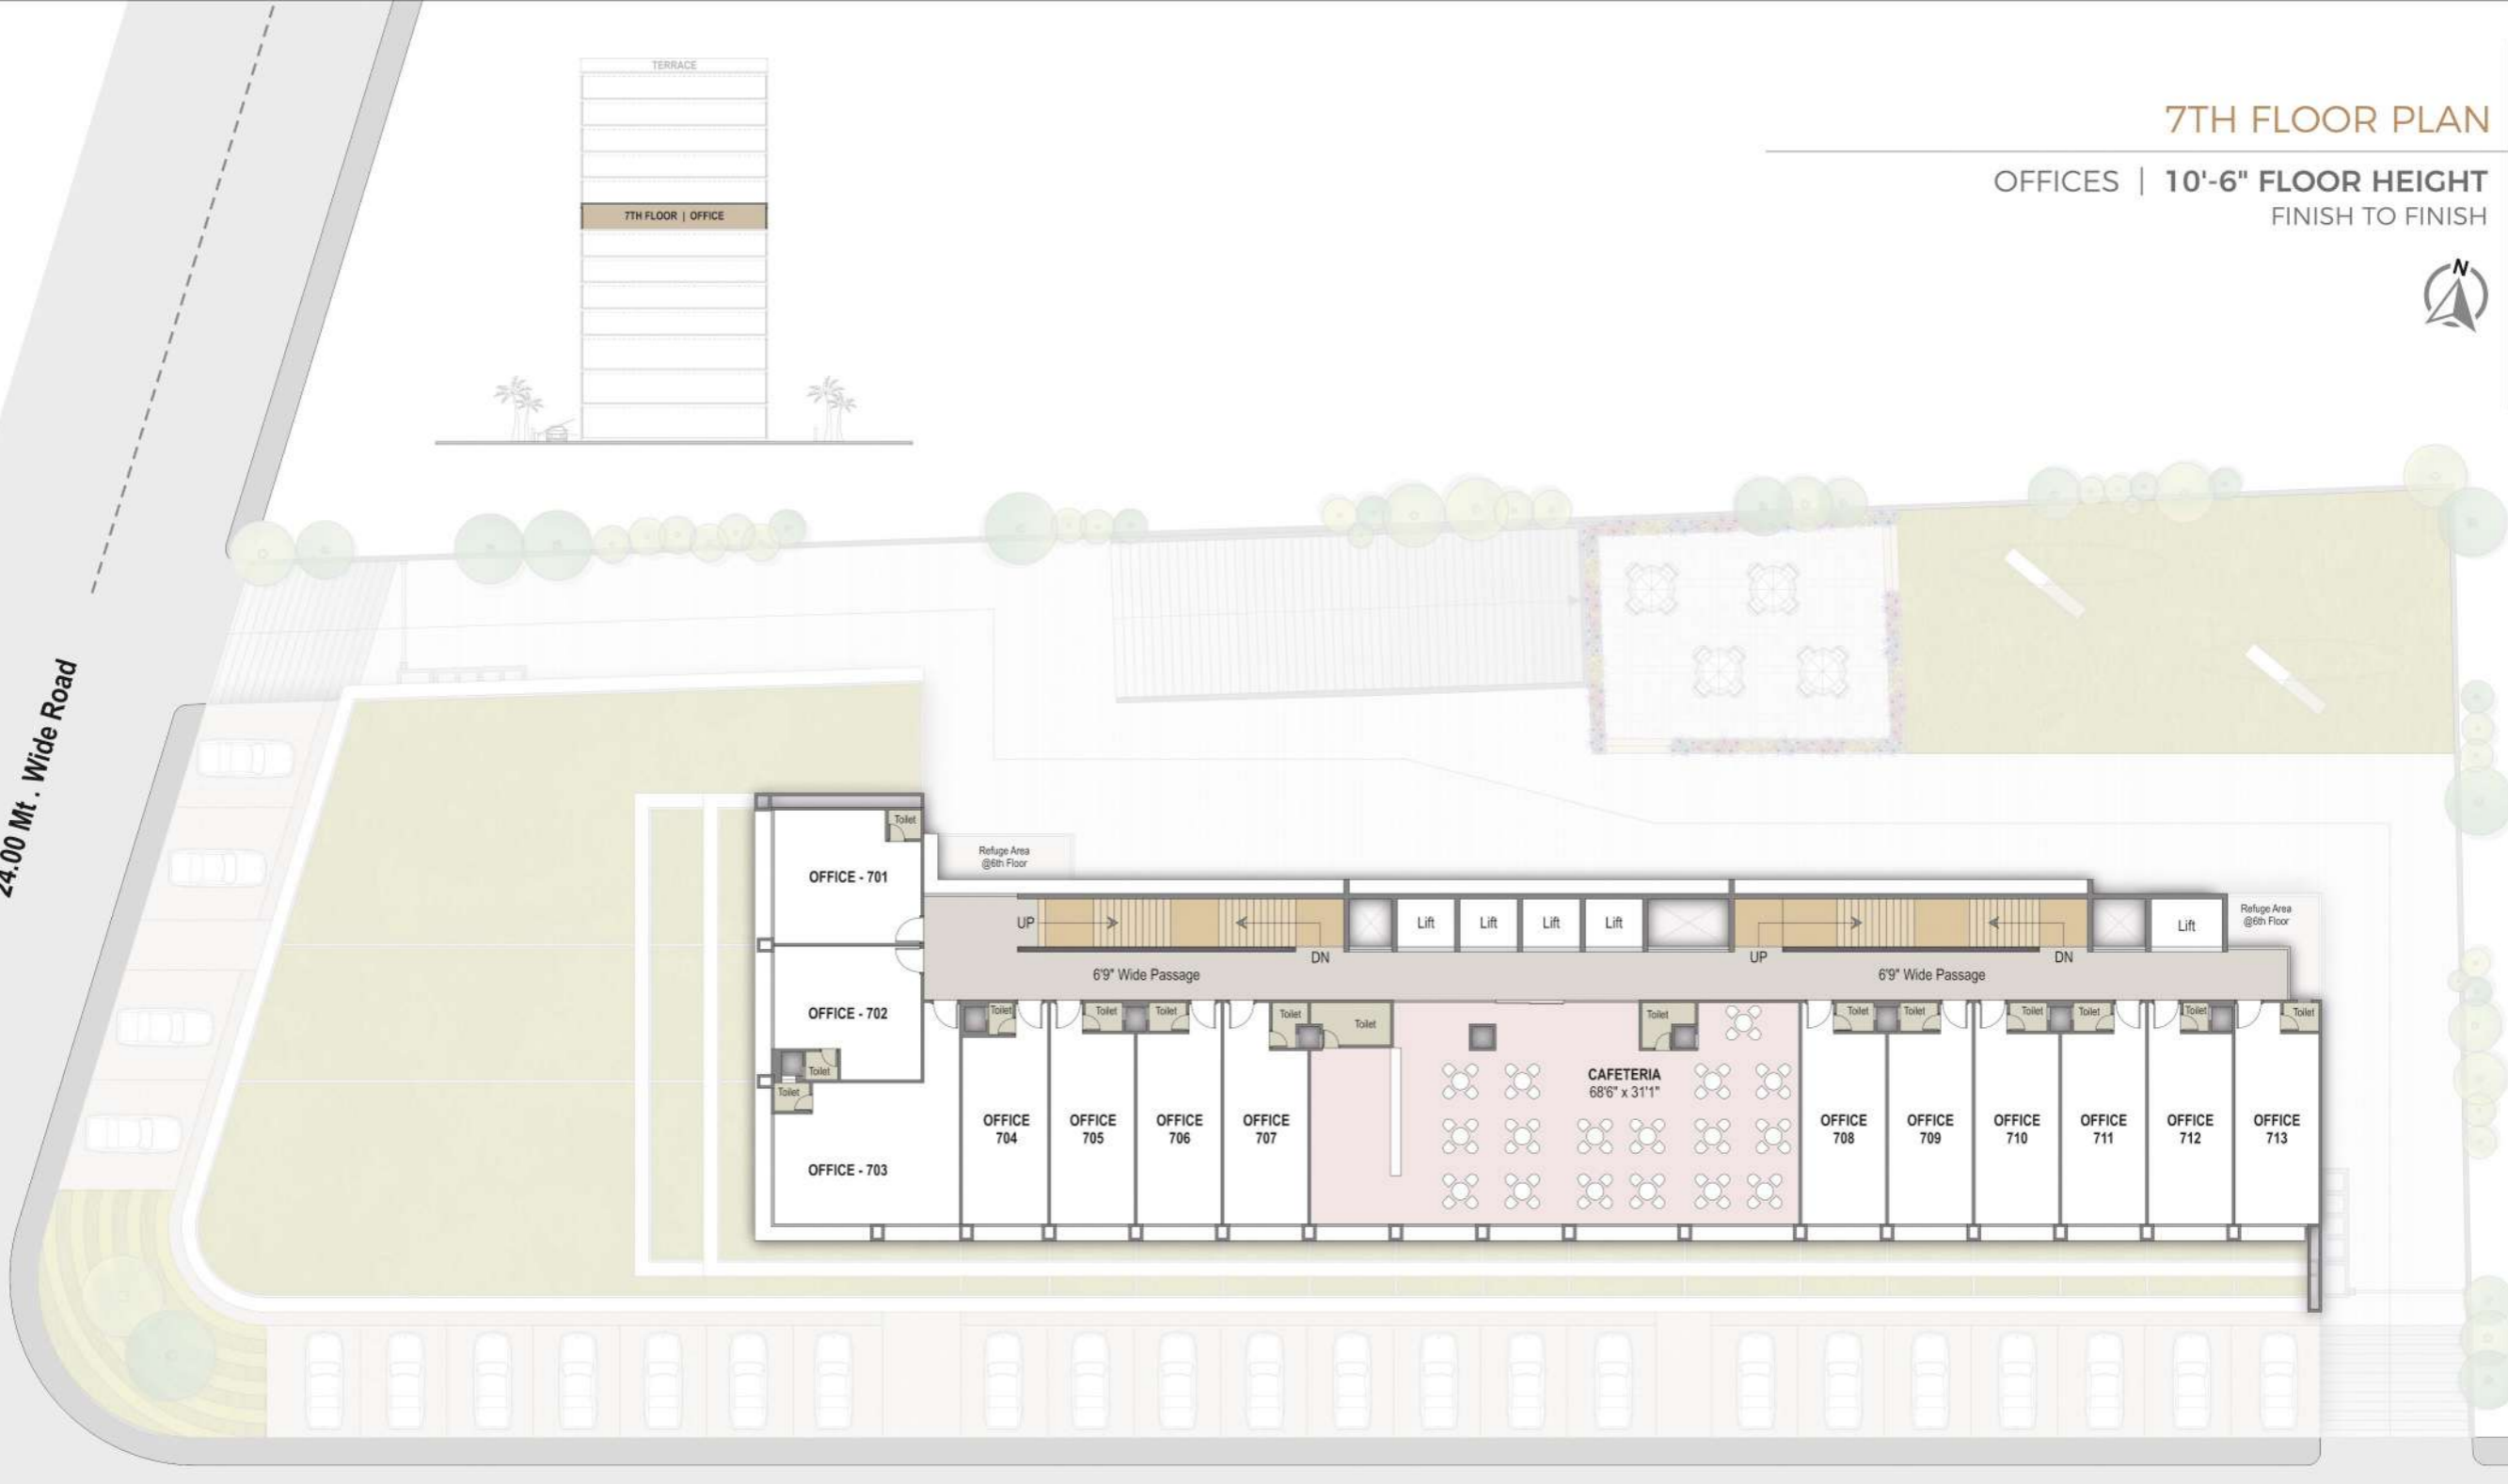 TERRACE
7TH FLOOR | OFFICE
7TH FLOOR PLAN
OFFICES | 10'-6" FLOOR HEIGHT
FINISH TO FINISH
N
24.00 Mt . Wide Road
Toilet
OFFICE - 701
Refuge Area
@6th Floor
UP
DN
Lift
Lift
Lift
Lift
UP
DN
Lift
Refuge Area
@6th Floor
6'9" Wide Passage
6'9" Wide Passage
OFFICE - 702
Toilet
Toilet
OFFICE - 703
Toilet
Toilet
Toilet
Toilet
Toilet
Toilet
Toilet
Toilet
Toilet
Toilet
Toilet
Toilet
CAFETERIA
68'6" x 31'1"
OFFICE
704
OFFICE
705
OFFICE
706
OFFICE
707
OFFICE
708
OFFICE
709
OFFICE
710
OFFICE
711
OFFICE
712
OFFICE
713